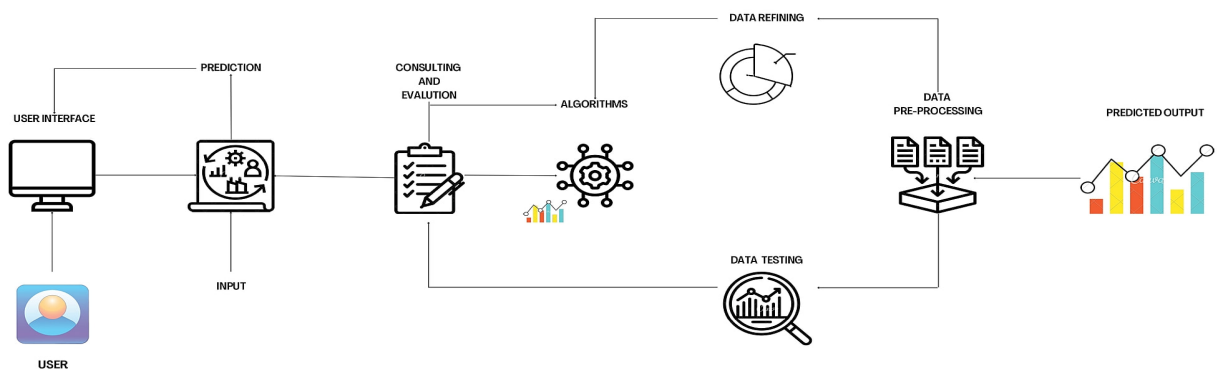 DATA REFINING
PREDICTION
CONSULTING
AND
EVALUTION
ALGORITHMS
DATA
PRE-PROCESSING
USER INTERFACE
PREDICTED OUTPUT
DATA TESTING
INPUT
USER